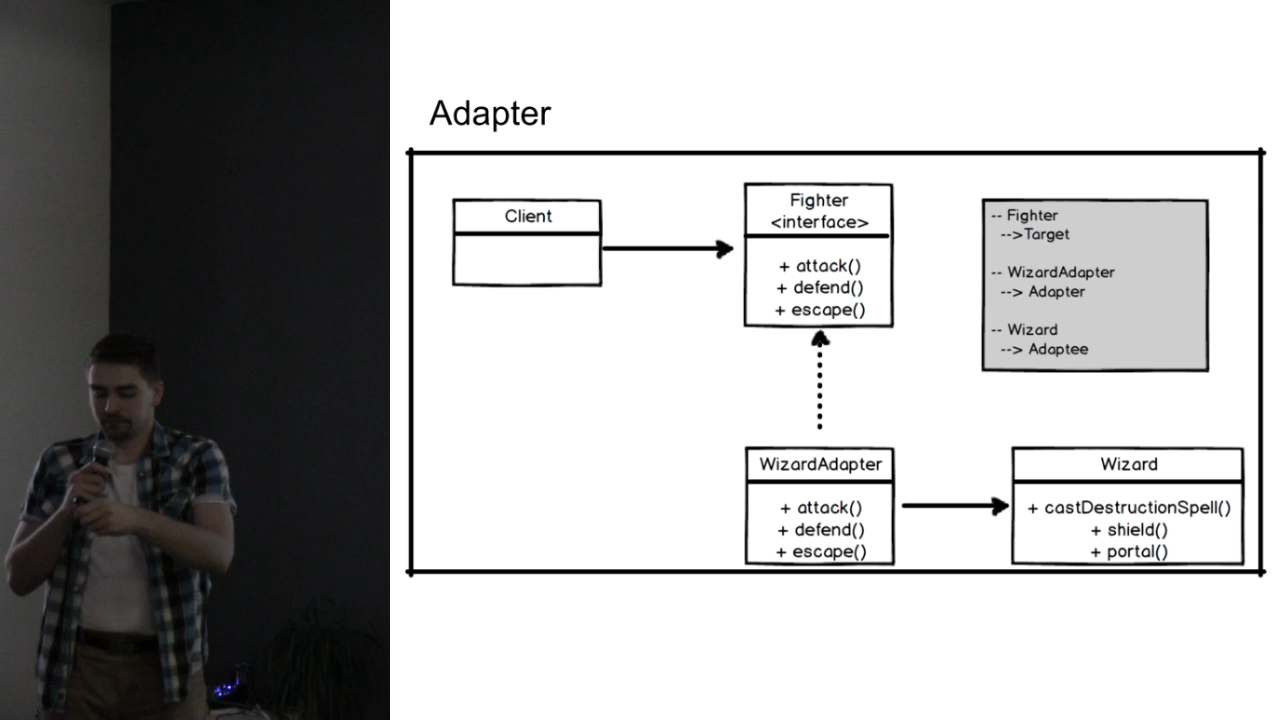 Adapter
Client
Fighter
<interface>
+ attack()
+ defend()
+ escape()
-- Fighter
-->Target
-- WizardAdapter
--> Adapter
-- Wizard
--> Adaptee
WizardAdapter
+ attack()
+ defend()
+ escape()
Wizard
+ castDestructionSpell()
+ shield()
+ portal()